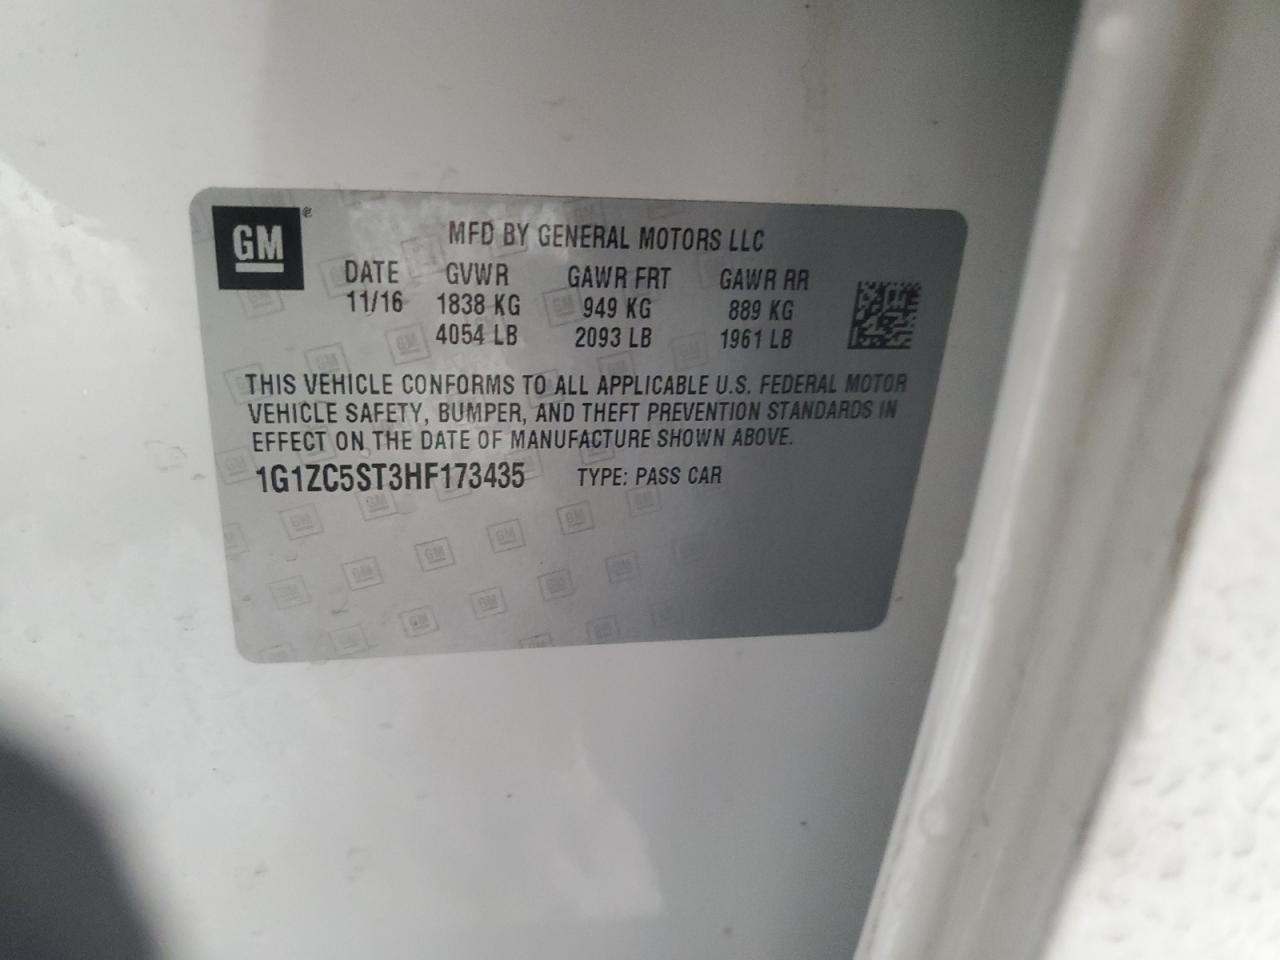 GM ®
MFD BY GENERAL MOTORS LLC
DATE GVWR GAWR FRT GAWR RR
11/16 1838 KG 949 KG 889 KG
4054 LB 2093 LB 1961 LB
THIS VEHICLE CONFORMS TO ALL APPLICABLE U.S. FEDERAL MOTOR
VEHICLE SAFETY, BUMPER, AND THEFT PREVENTION STANDARDS IN
EFFECT ON THE DATE OF MANUFACTURE SHOWN ABOVE.
1G1ZC5ST3HF173435 TYPE: PASS CAR